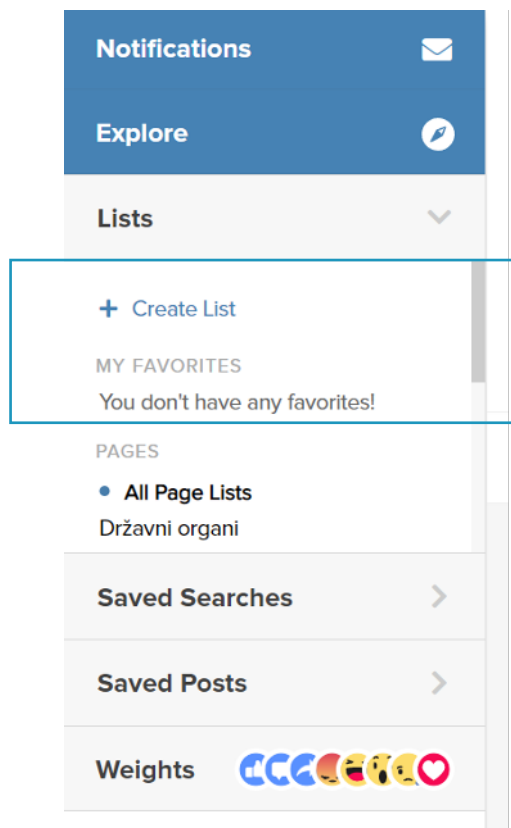 Notifications
Explore
Lists
+ Create List
MY FAVORITES
You don't have any favorites!
PAGES
All Page Lists
Državni organi
Saved Searches
Saved Posts
Weights